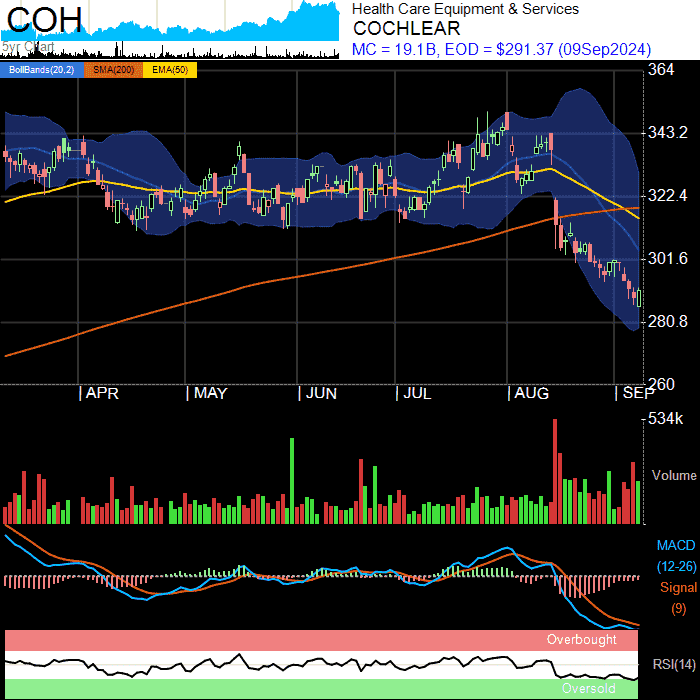 COH
5yr Chart
Health Care Equipment & Services
COCHLEAR
MC = 19.1B, EOD = $291.37 (09Sep2024)
BollBands(20,2) SMA(200) EMA(50)
364
343.2
322.4
301.6
280.8
260
APR MAY JUN JUL AUG SEP
534k
Volume
MACD
(12-26)
Signal
(9)
Overbought
RSI(14)
Oversold